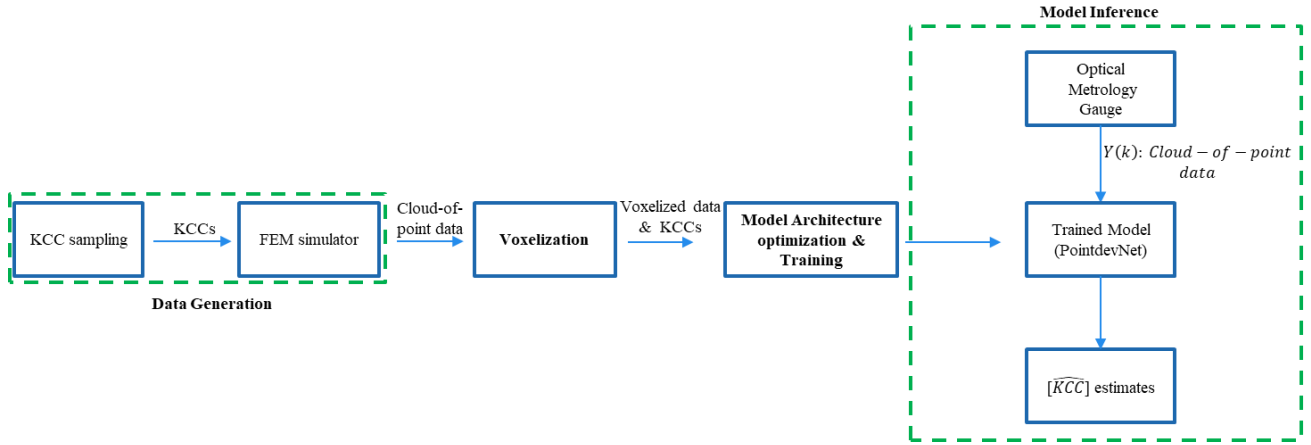 Model Inference
Optical
Metrology
Gauge
Y(k): Cloud − of − point
data
KCC sampling
KCCs
FEM simulator
Cloud-of-
point data
Voxelization
Voxelized data
& KCCs
Model Architecture
optimization &
Training
Trained Model
(PointdevNet)
Data Generation
[\widehat{KCC}] estimates